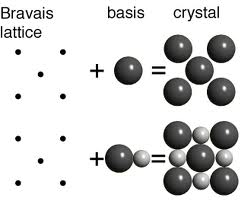 Bravais lattice basis crystal
+ =
+ =